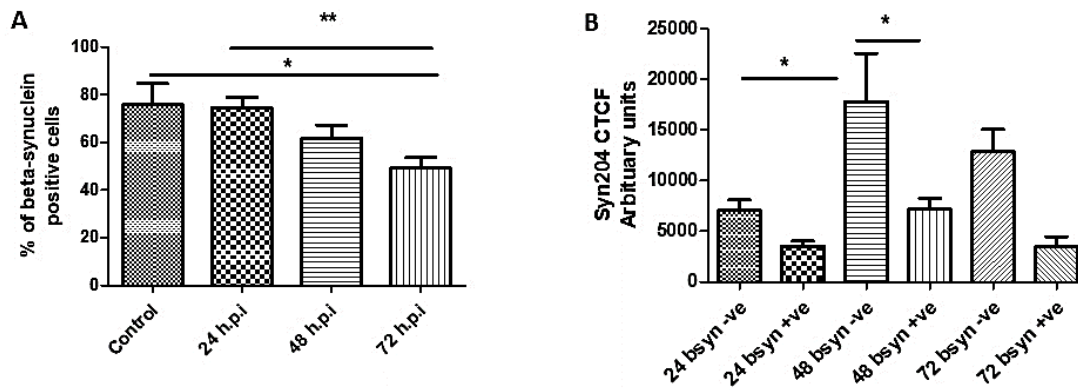 A
**
*
% of beta-synuclein
positive cells
100
80
60
40
20
0
Control
24 h.p.i
48 h.p.i
72 h.p.i
B
*
*
Syn204 CTCF
Arbituary units
25000
20000
15000
10000
5000
0
24 bsyn -ve
24 bsyn +ve
48 bsyn -ve
48 bsyn +ve
72 bsyn -ve
72 bsyn +ve